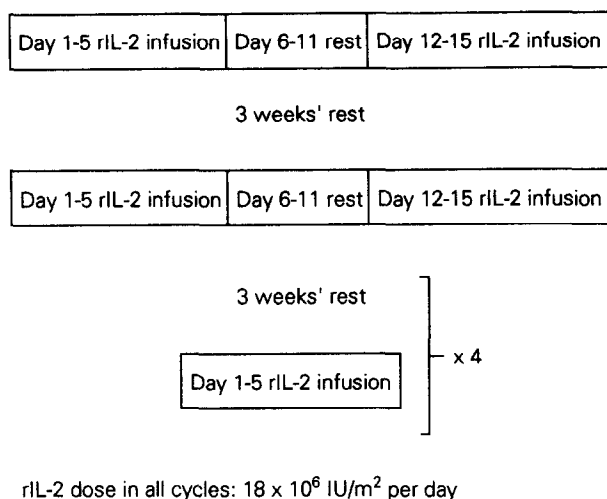 Day 1-5 rIL-2 infusion Day 6-11 rest Day 12-15 rIL-2 infusion
3 weeks' rest
Day 1-5 rIL-2 infusion Day 6-11 rest Day 12-15 rIL-2 infusion
3 weeks' rest
x 4
Day 1-5 rIL-2 infusion
rIL-2 dose in all cycles: 18 x 10⁶ IU/m² per day